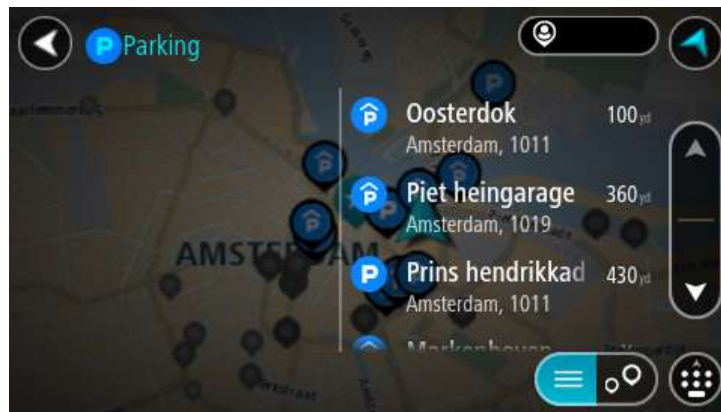 Parking
Oosterdok 100 yd
Amsterdam, 1011
Piet heingarage 360 yd
Amsterdam, 1019
Prins hendrikkad 430 yd
Amsterdam, 1011
Markenhoven
AMSTERDAM